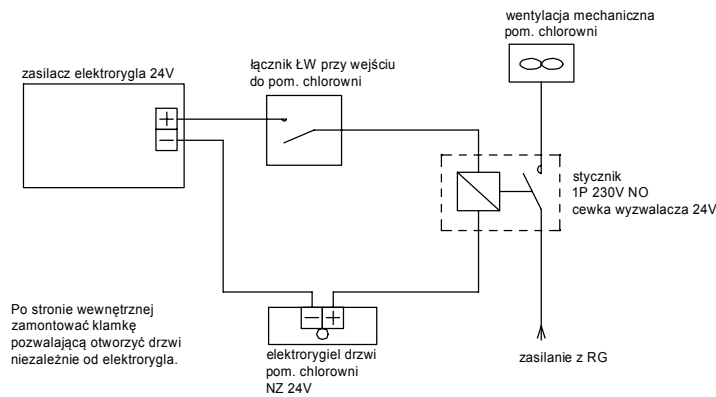 wentylacja mechaniczna
pom. chlorowni
zasilacz elektrorygla 24V
łącznik ŁW przy wejściu
do pom. chlorowni
+
−
stycznik
1P 230V NO
cewka wyzwalacza 24V
Po stronie wewnętrznej
zamontować klamkę
pozwalającą otworzyć drzwi
niezależnie od elektrorygla.
− +
elektrorygiel drzwi
pom. chlorowni
NZ 24V
zasilanie z RG